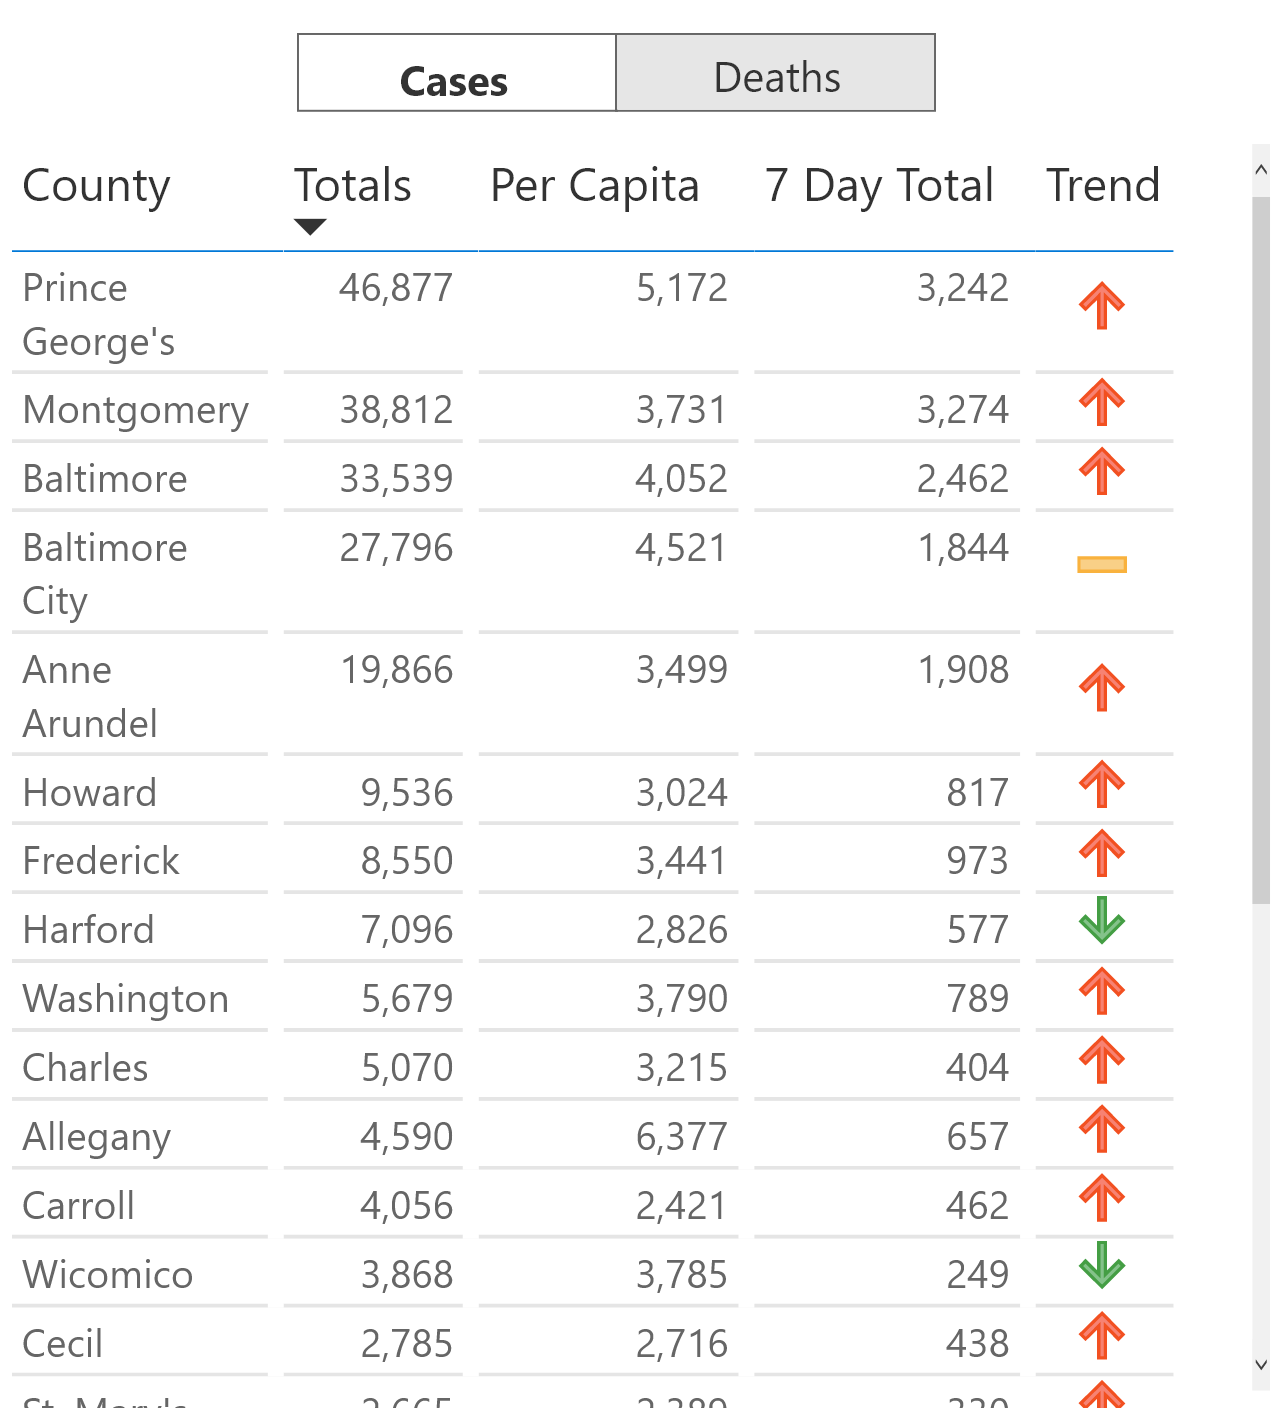 Cases Deaths
County Totals Per Capita 7 Day Total Trend
Prince 46,877 5,172 3,242
George's
Montgomery 38,812 3,731 3,274
Baltimore 33,539 4,052 2,462
Baltimore 27,796 4,521 1,844
City
Anne 19,866 3,499 1,908
Arundel
Howard 9,536 3,024 817
Frederick 8,550 3,441 973
Harford 7,096 2,826 577
Washington 5,679 3,790 789
Charles 5,070 3,215 404
Allegany 4,590 6,377 657
Carroll 4,056 2,421 462
Wicomico 3,868 3,785 249
Cecil 2,785 2,716 438
St. Mary's